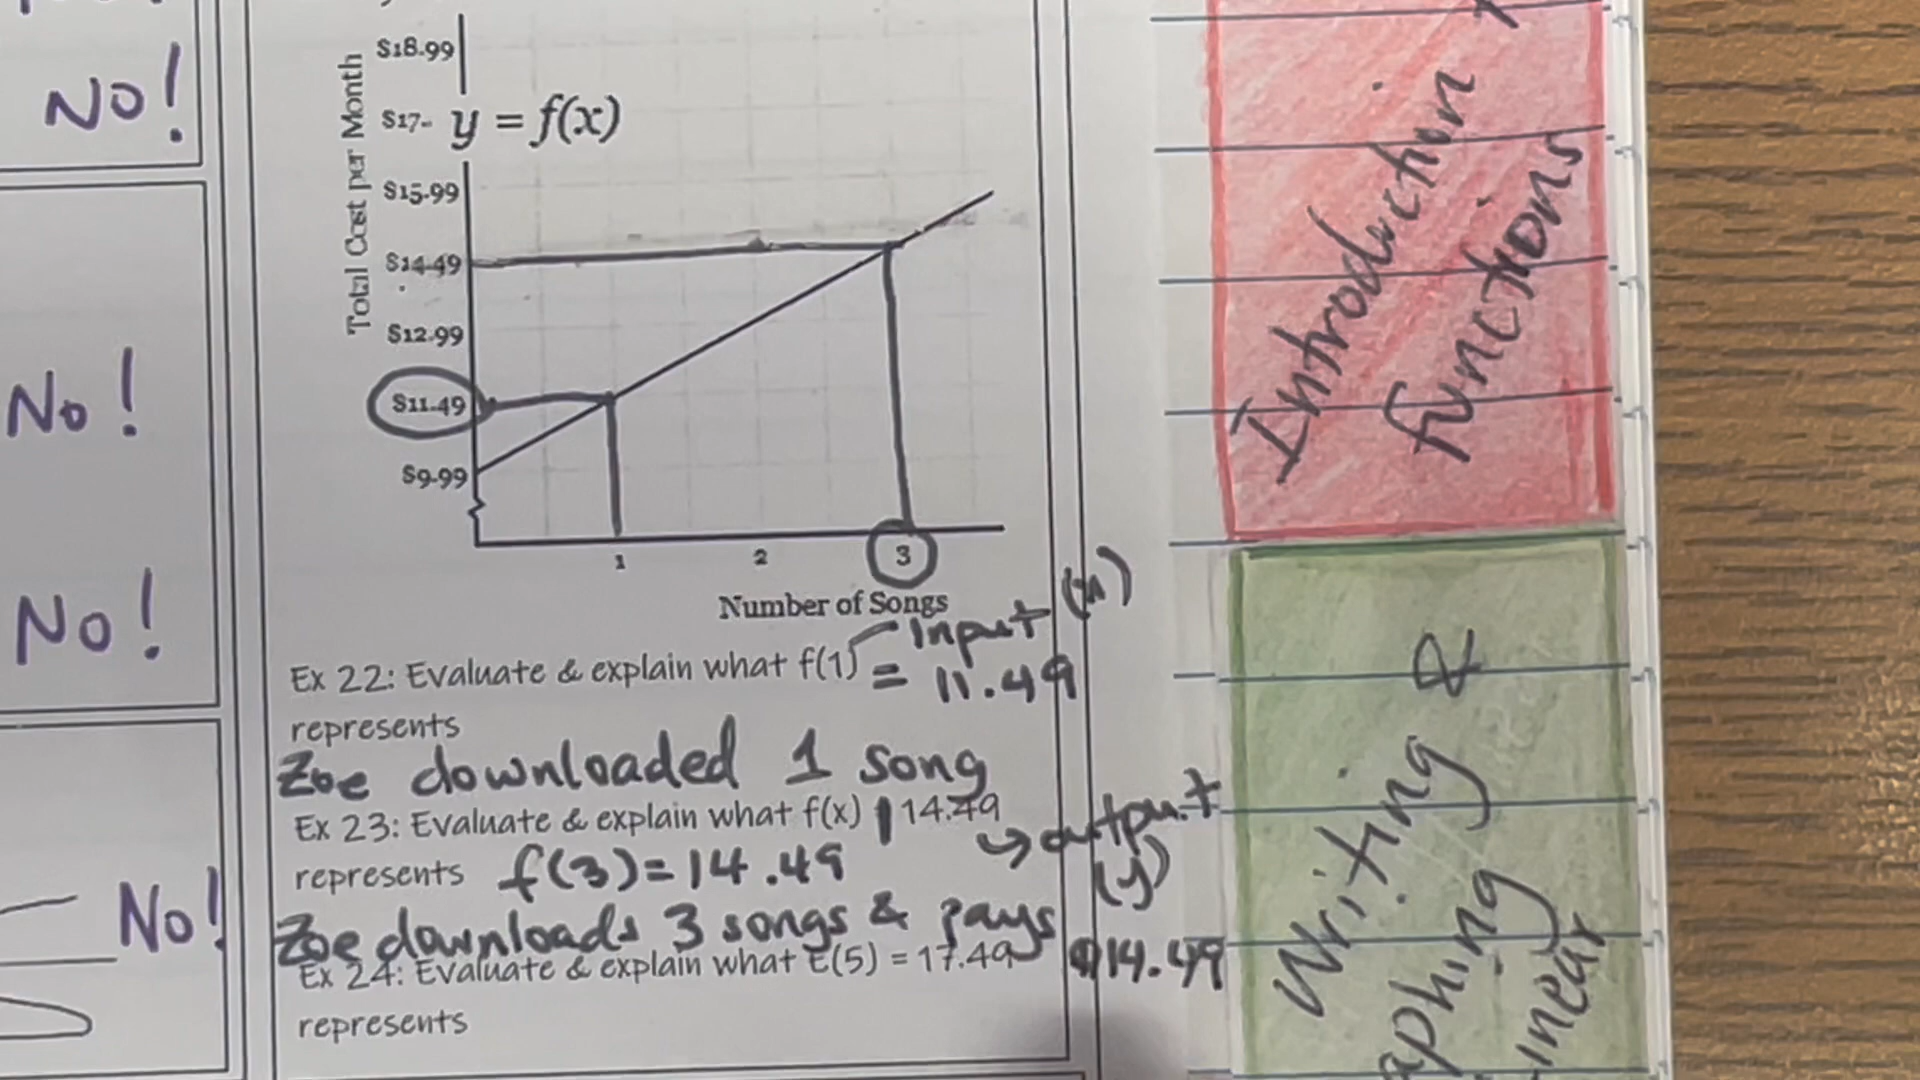 No!
No!
No!
No!
Total Cost per Month
$18.99
$17-
y = f(x)
$15.99
$14.49
$12.99
$11.49
$9.99
1
2
3
Number of Songs
input (x)
Ex 22: Evaluate & explain what f(1) = 11.49
represents
Zoe downloaded 1 song
Ex 23: Evaluate & explain what f(x) | 14.49
→ output
represents f(3) = 14.49
(y)
Zoe downloads 3 songs & pays $14.49
Ex 24: Evaluate & explain what E(5) = 17.49
represents
Introduction
functions
Writing &
aphing
inear